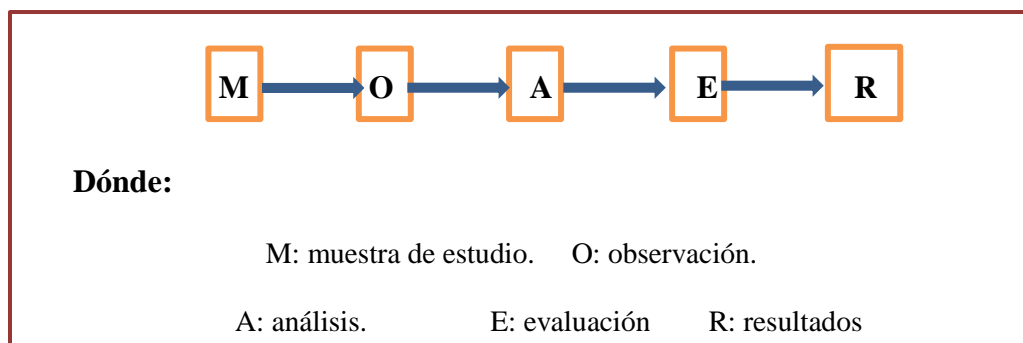 M O A E R
Dónde:
M: muestra de estudio. O: observación.
A: análisis. E: evaluación R: resultados